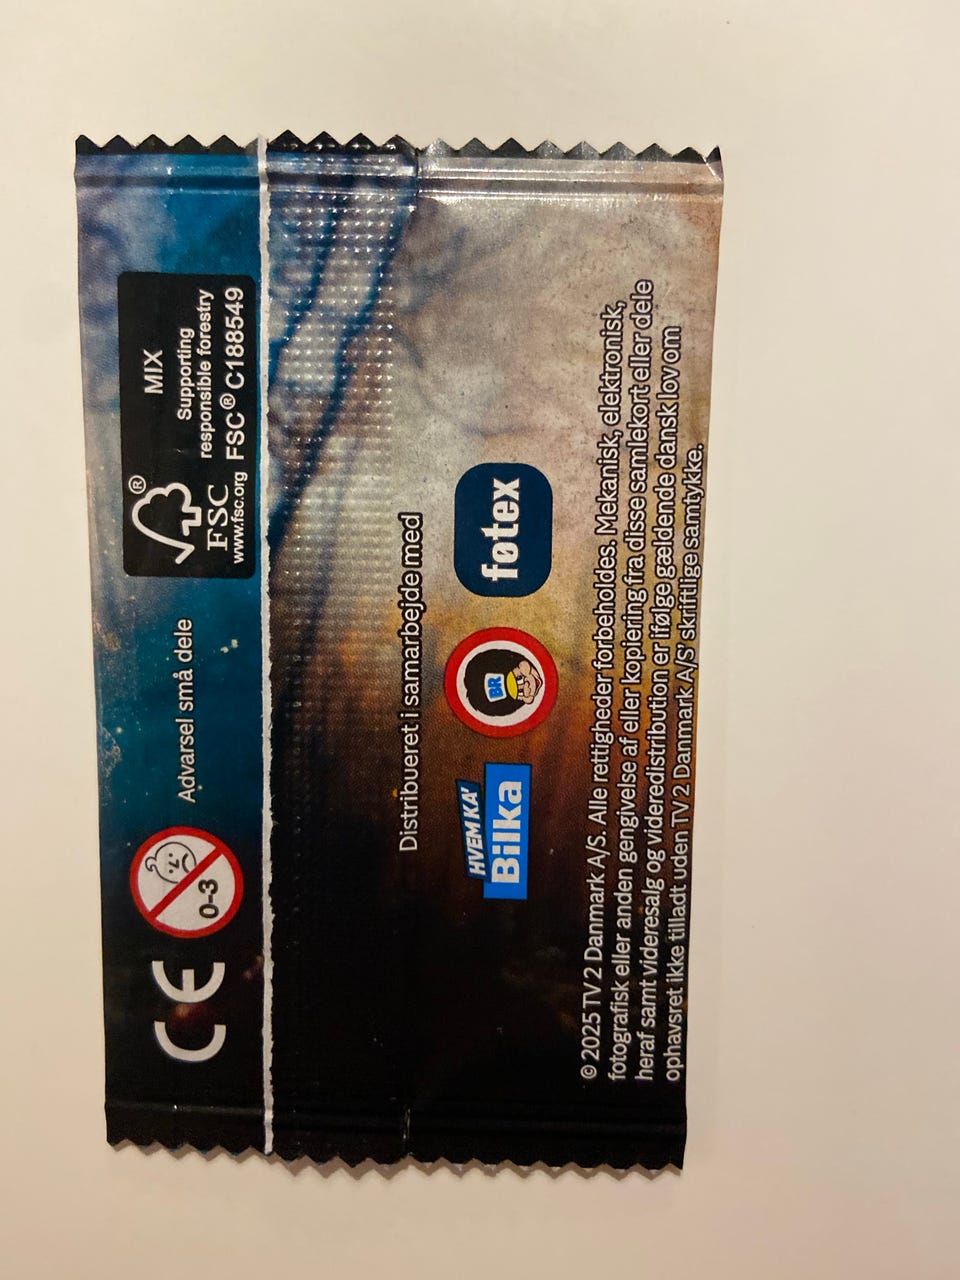 CE
0-3
Advarsel små dele
®
FSC
www.fsc.org
MIX
Supporting
responsible forestry
FSC® C188549
Distribueret i samarbejde med
HVEM KA'
Bilka
BR
føtex
© 2025 TV 2 Danmark A/S. Alle rettigheder forbeholdes. Mekanisk, elektronisk,
fotografisk eller anden gengivelse af eller kopiering fra disse samlekort eller dele
heraf samt videresalg og videredistribution er ifølge gældende dansk lov om
ophavsret ikke tilladt uden TV 2 Danmark A/S' skriftlige samtykke.